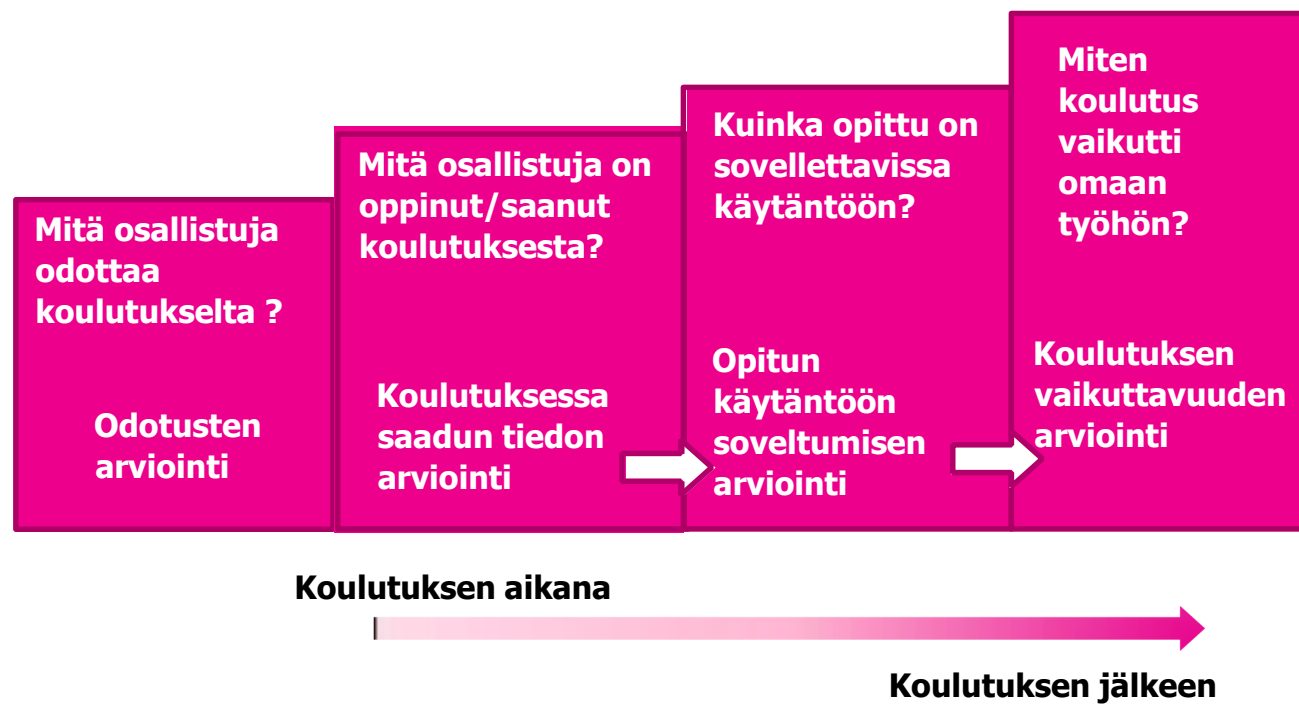 Mitä osallistuja
odottaa
koulutukselta ?
Odotusten
arviointi
Mitä osallistuja on
oppinut/saanut
koulutuksesta?
Koulutuksessa
saadun tiedon
arviointi
Kuinka opittu on
sovellettavissa
käytäntöön?
Opitun
käytäntöön
soveltumisen
arviointi
Miten
koulutus
vaikutti
omaan
työhön?
Koulutuksen
vaikuttavuuden
arviointi
Koulutuksen aikana
Koulutuksen jälkeen